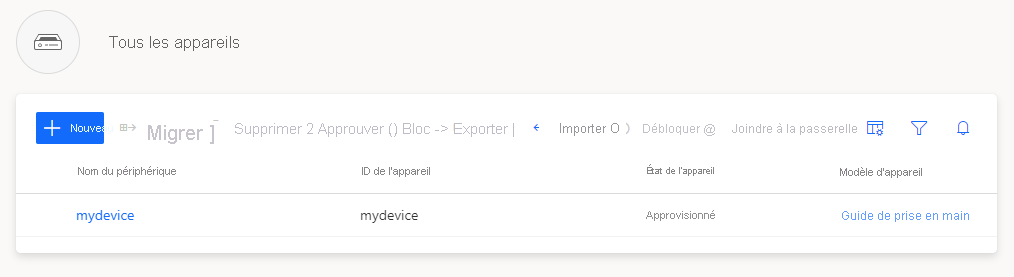 Tous les appareils
Nouveau Migrer ] Supprimer 2 Approuver () Bloc -> Exporter | Importer O ) Débloquer @ Joindre à la passerelle
Nom du périphérique ID de l'appareil État de l'appareil Modèle d'appareil
mydevice mydevice Approvisionné Guide de prise en main